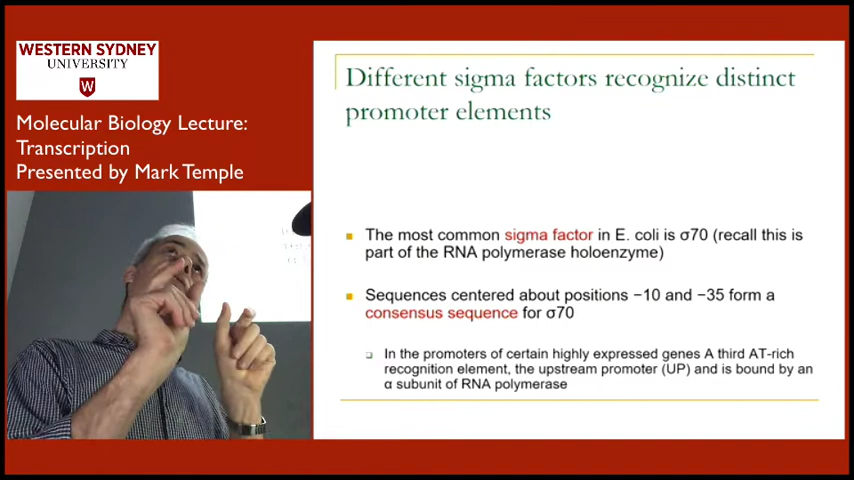 WESTERN SYDNEY
UNIVERSITY
Molecular Biology Lecture:
Transcription
Presented by Mark Temple
Different sigma factors recognize distinct
promoter elements
The most common sigma factor in E. coli is σ70 (recall this is
part of the RNA polymerase holoenzyme)
Sequences centered about positions −10 and −35 form a
consensus sequence for σ70
In the promoters of certain highly expressed genes A third AT-rich
recognition element, the upstream promoter (UP) and is bound by an
α subunit of RNA polymerase